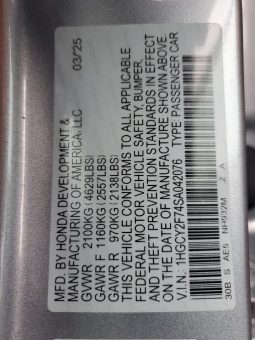 MFD. BY HONDA DEVELOPMENT &
MANUFACTURING OF AMERICA, LLC 03/25
GVWR 2100KG(4629LBS)
GAWR F 1160KG(2557LBS)
GAWR R 970KG(2138LBS)
THIS VEHICLE CONFORMS TO ALL APPLICABLE
FEDERAL MOTOR VEHICLE SAFETY, BUMPER,
AND THEFT PREVENTION STANDARDS IN EFFECT
ON THE DATE OF MANUFACTURE SHOWN ABOVE.
V.I.N.: 1HGCY2F74SA042076 TYPE: PASSENGER CAR
30B S AE5 NH932M Z A